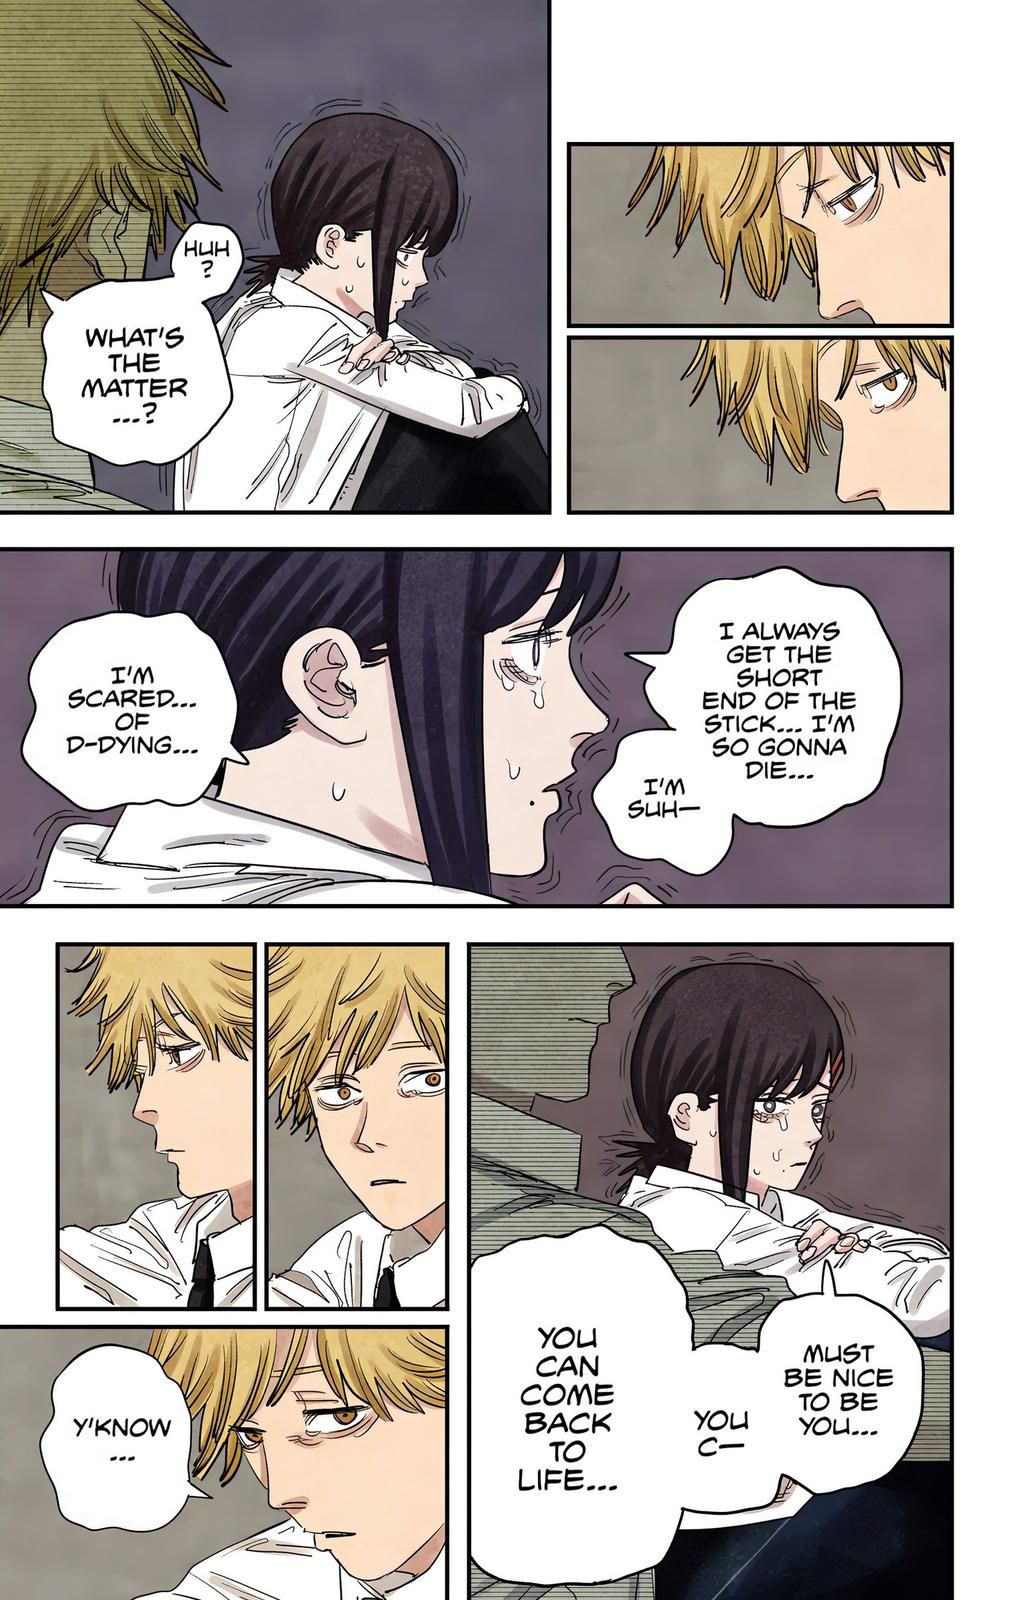 HUH
?
WHAT'S
THE
MATTER
...?
I ALWAYS
GET THE
SHORT
END OF THE
STICK... I'M
SO GONNA
DIE...
I'M
SUH—
I'M
SCARED...
OF
D-DYING...
MUST
BE NICE
TO BE
YOU...
YOU
C—
YOU
CAN
COME
BACK
TO
LIFE...
Y'KNOW
...